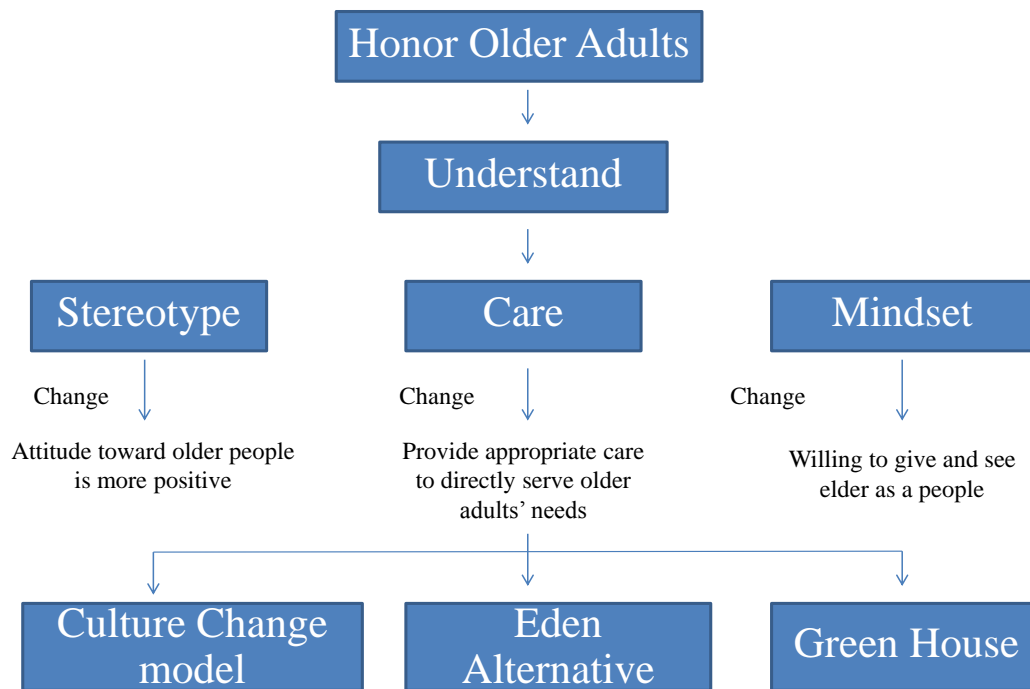 Honor Older Adults
Understand
Stereotype
Care
Mindset
Change
Change
Change
Attitude toward older people
is more positive
Provide appropriate care
to directly serve older
adults’ needs
Willing to give and see
elder as a people
Culture Change
model
Eden
Alternative
Green House